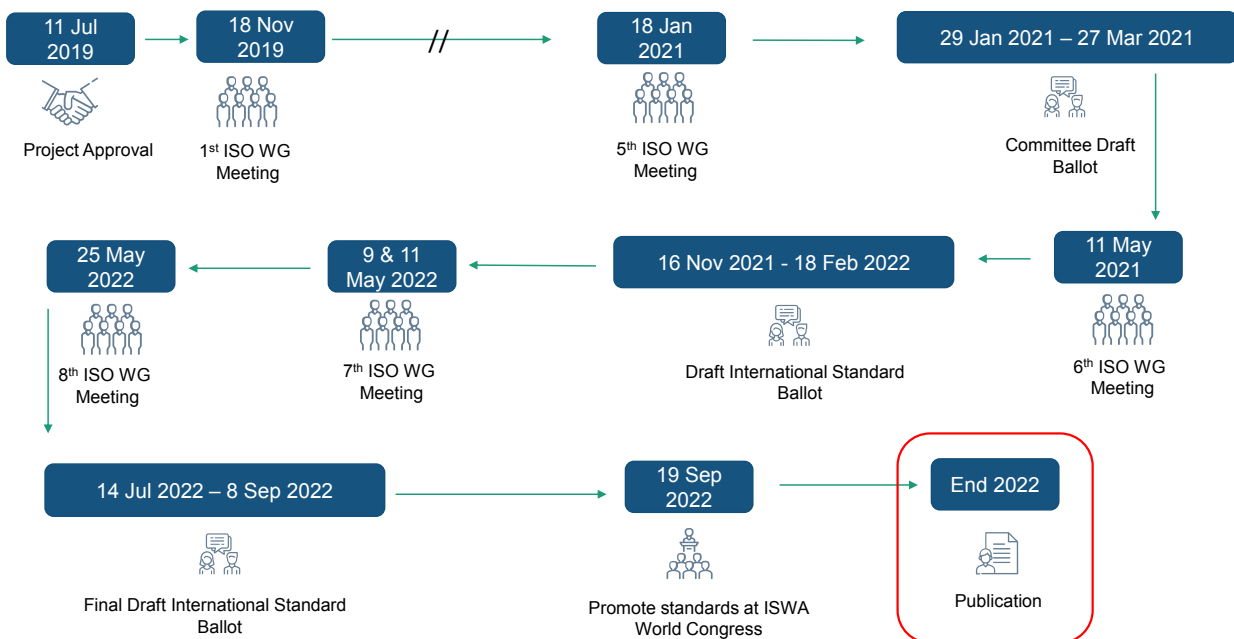 11 Jul
2019
Project Approval
18 Nov
2019
1st ISO WG
Meeting
18 Jan
2021
5th ISO WG
Meeting
29 Jan 2021 – 27 Mar 2021
Committee Draft
Ballot
11 May
2021
6th ISO WG
Meeting
16 Nov 2021 - 18 Feb 2022
Draft International Standard
Ballot
9 & 11
May 2022
7th ISO WG
Meeting
25 May
2022
8th ISO WG
Meeting
14 Jul 2022 – 8 Sep 2022
Final Draft International Standard
Ballot
19 Sep
2022
Promote standards at ISWA
World Congress
End 2022
Publication